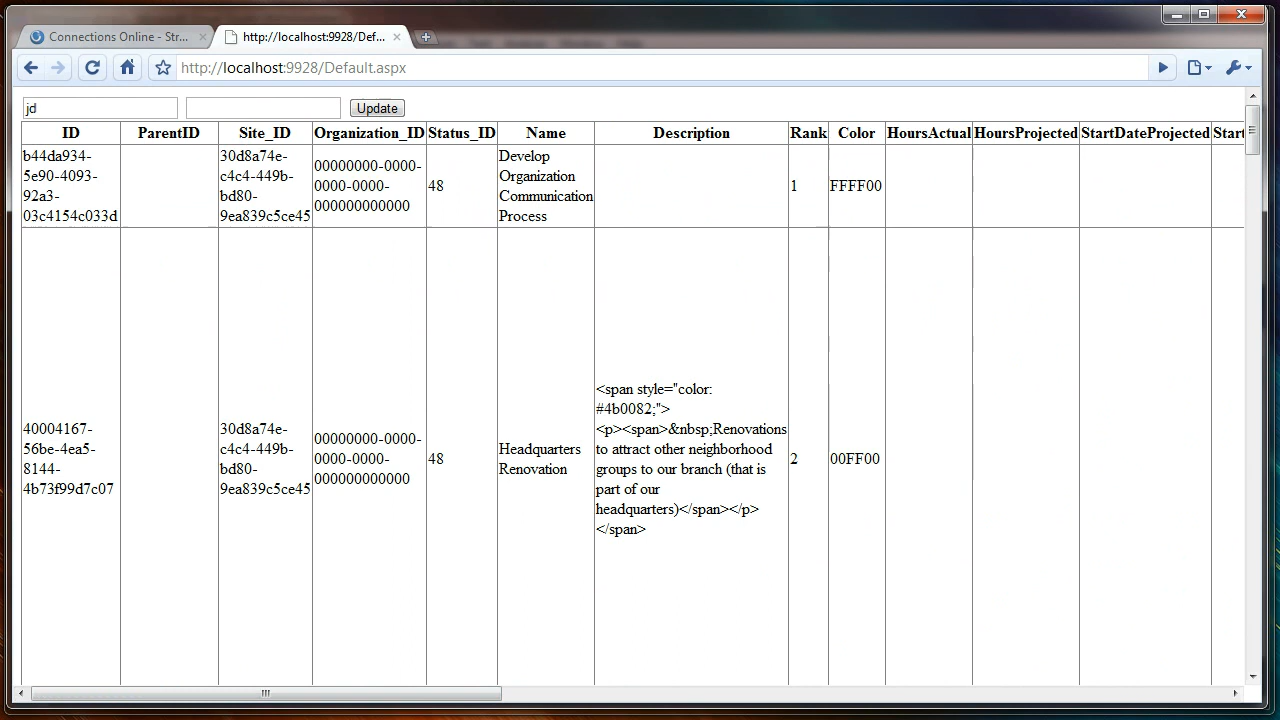 Connections Online - Str...
http://localhost:9928/Def...
http://localhost:9928/Default.aspx
jd
Update
ID ParentID Site_ID Organization_ID Status_ID Name Description Rank Color HoursActual HoursProjected StartDateProjected Start
b44da934-
5e90-4093-
92a3-
03c4154c033d
30d8a74e-
c4c4-449b-
bd80-
9ea839c5ce45
00000000-0000-
0000-0000-
000000000000
48
Develop
Organization
Communication
Process
1
FFFF00
40004167-
56be-4ea5-
8144-
4b73f99d7c07
30d8a74e-
c4c4-449b-
bd80-
9ea839c5ce45
00000000-0000-
0000-0000-
000000000000
48
Headquarters
Renovation
<span style="color:
#4b0082;">
<p><span>&nbsp;Renovations
to attract other neighborhood
groups to our branch (that is
part of our
headquarters)</span></p>
</span>
2
00FF00